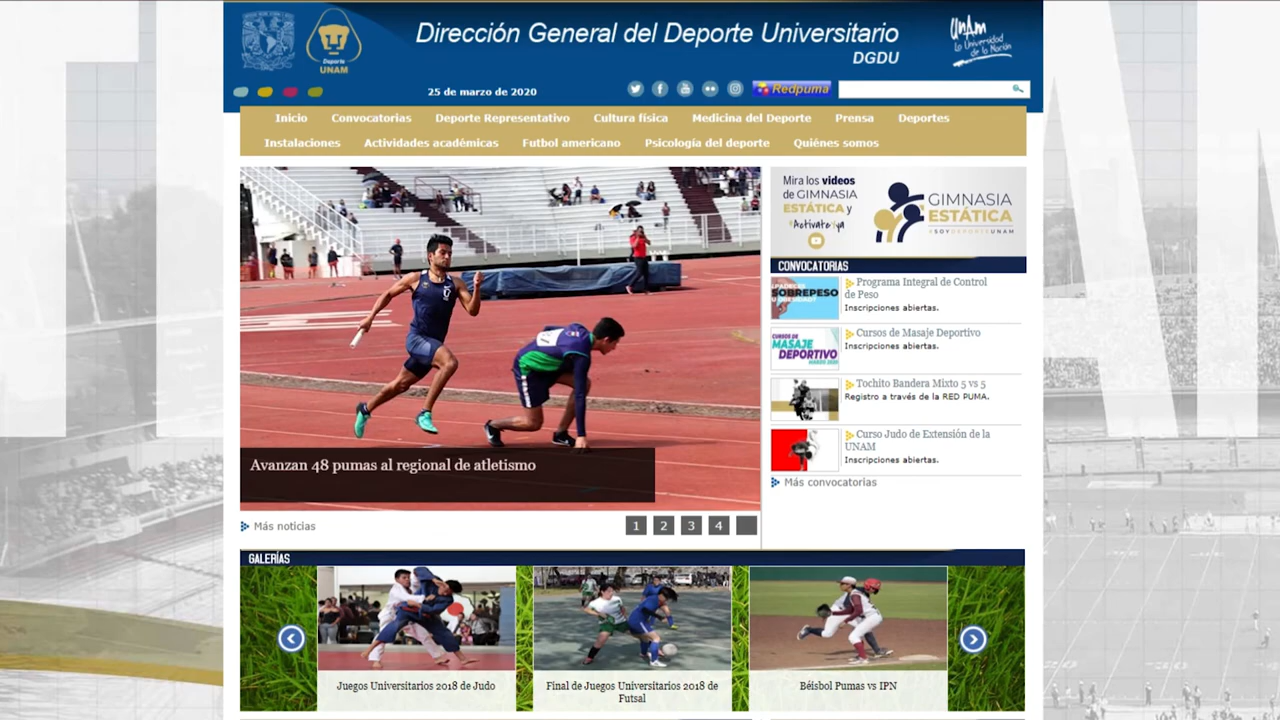 Dirección General del Deporte Universitario
DGDU
Deporte
UNAM
UnAm
La Universidad
de la Nación
25 de marzo de 2020
Redpuma
Inicio Convocatorias Deporte Representativo Cultura física Medicina del Deporte Prensa Deportes
Instalaciones Actividades académicas Futbol americano Psicología del deporte Quiénes somos
Mira los videos
de GIMNASIA
ESTÁTICA y
#Actívateya
GIMNASIA
ESTÁTICA
#SOYDEPORTEUNAM
CONVOCATORIAS
SOBREPESO
Programa Integral de Control
de Peso
Inscripciones abiertas.
CURSOS DE
MASAJE
DEPORTIVO
Cursos de Masaje Deportivo
Inscripciones abiertas.
Tochito Bandera Mixto 5 vs 5
Registro a través de la RED PUMA.
Curso Judo de Extensión de la
UNAM
Inscripciones abiertas.
Más convocatorias
Avanzan 48 pumas al regional de atletismo
Más noticias
1 2 3 4
GALERÍAS
Juegos Universitarios 2018 de Judo
Final de Juegos Universitarios 2018 de
Futsal
Béisbol Pumas vs IPN